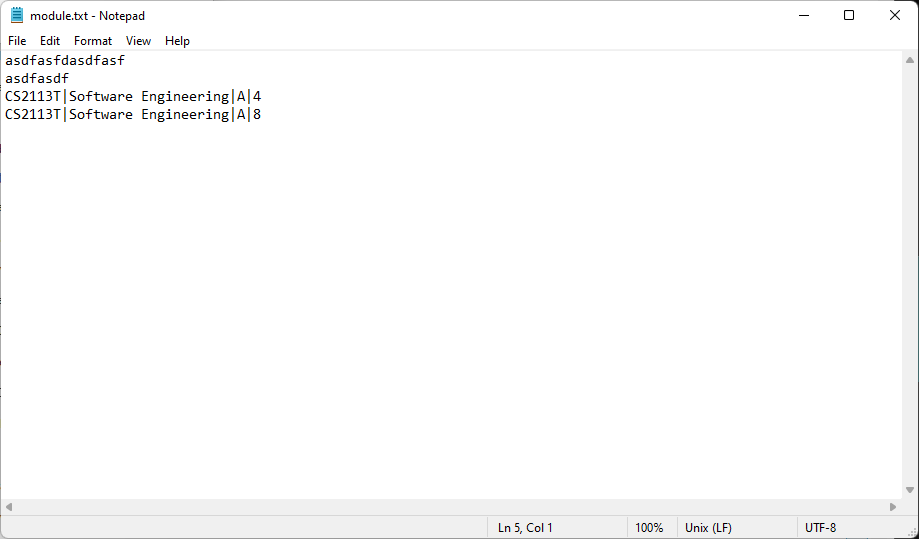 module.txt - Notepad
File Edit Format View Help
asdfasfdasdfasf
asdfasdf
CS2113T|Software Engineering|A|4
CS2113T|Software Engineering|A|8
Ln 5, Col 1 100% Unix (LF) UTF-8